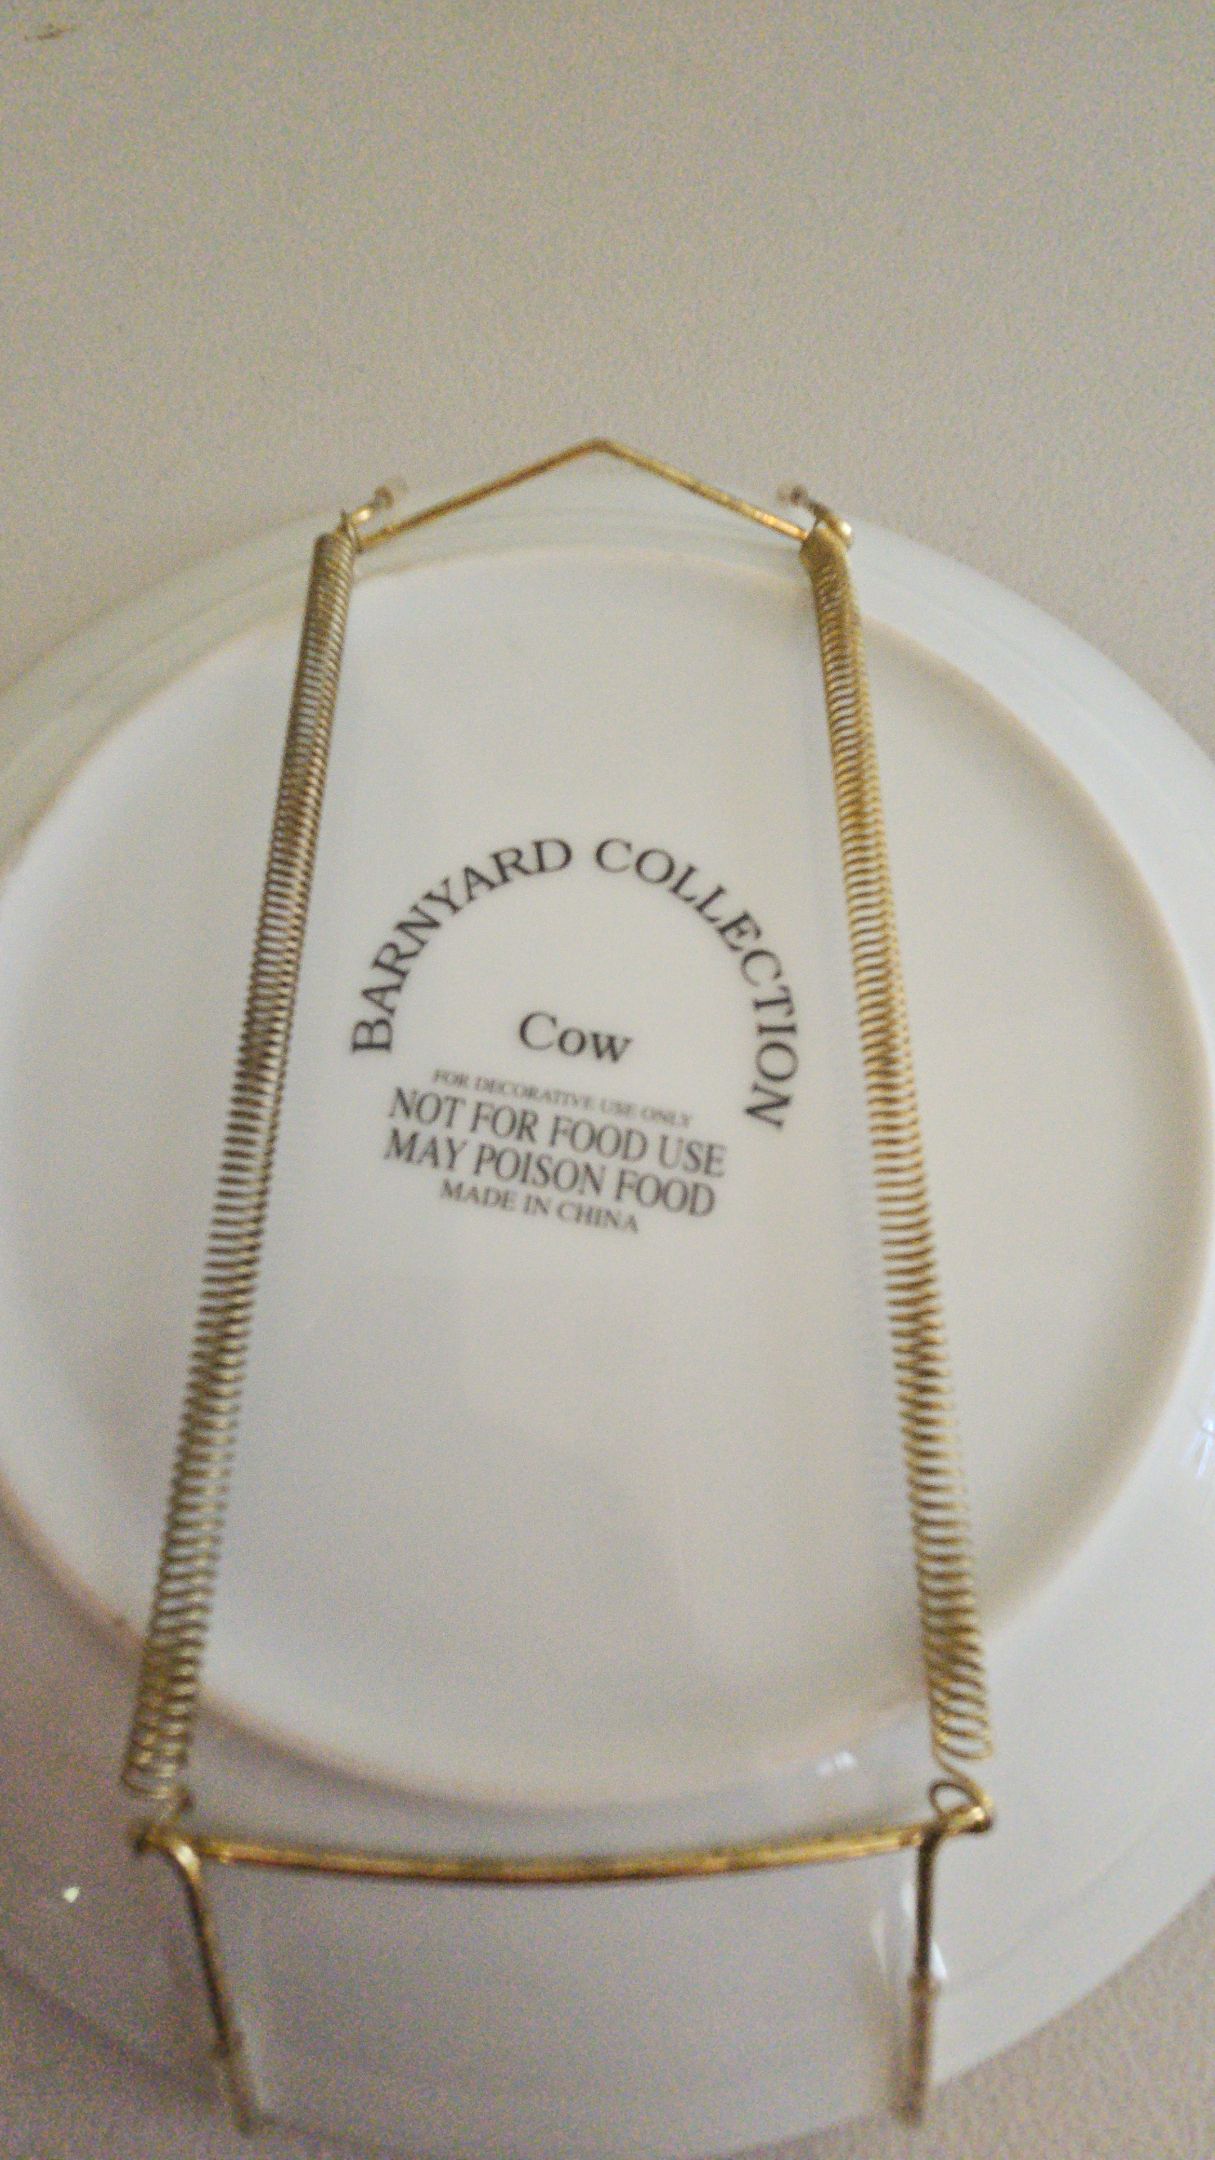 BARNYARD COLLECTION
Cow
FOR DECORATIVE USE ONLY
NOT FOR FOOD USE
MAY POISON FOOD
MADE IN CHINA